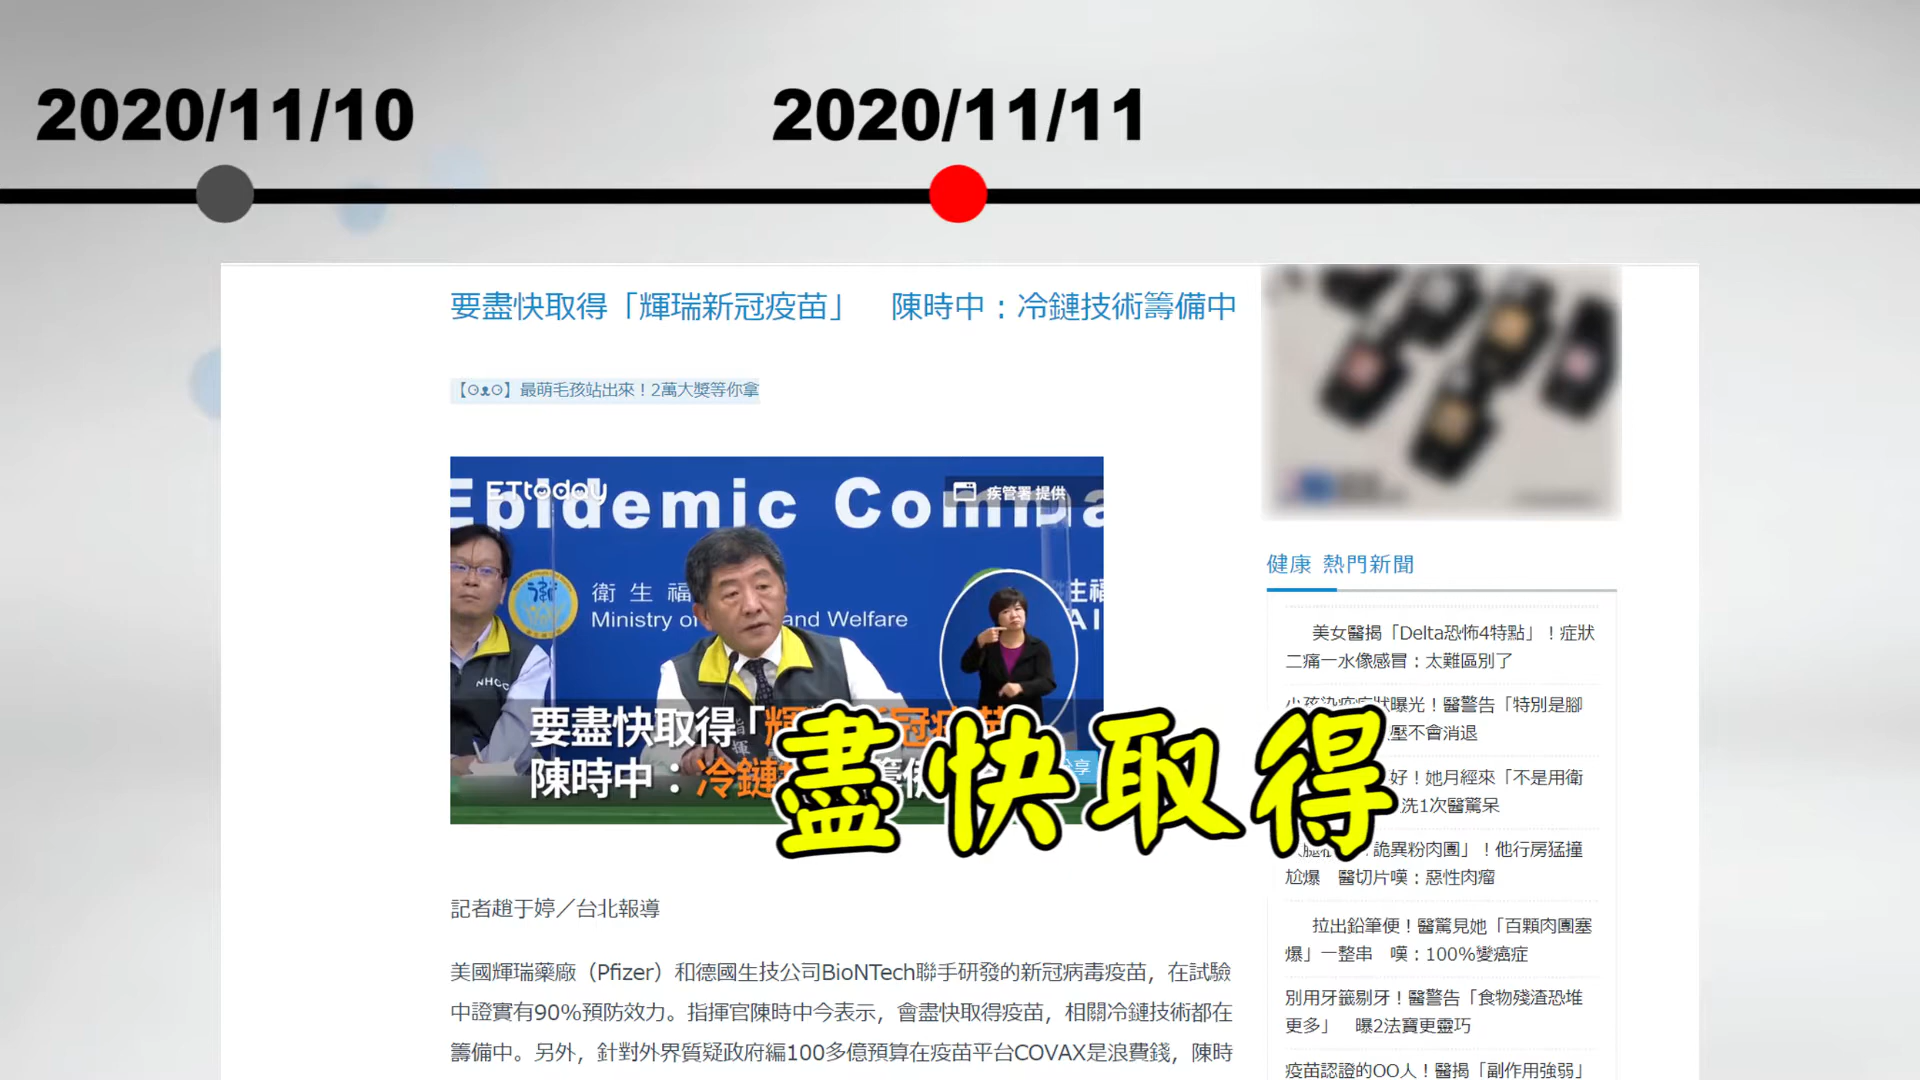 2020/11/10
2020/11/11
要盡快取得「輝瑞新冠疫苗」 陳時中：冷鏈技術籌備中
最萌毛孩站出來！2萬大獎等你拿
ETtoday
疾管署 提供
Epidemic Comma
衛生福
Ministry of
and Welfare
生福
NHCC
指揮
要盡快取得「
陳時中：冷鏈
分享
盡快取得
記者趙于婷／台北報導
美國輝瑞藥廠（Pfizer）和德國生技公司BioNTech聯手研發的新冠病毒疫苗，在試驗
中證實有90%預防效力。指揮官陳時中今表示，會盡快取得疫苗，相關冷鏈技術都在
籌備中。另外，針對外界質疑政府編100多億預算在疫苗平台COVAX是浪費錢，陳時
健康 熱門新聞
美女醫揭「Delta恐怖4特點」！症狀
二痛一水像感冒：太難區別了
小孩染疫症狀曝光！醫警告「特別是腳
壓不會消退
好！她月經來「不是用衛
洗1次醫驚呆
詭異粉肉團」！他行房猛撞
尬爆 醫切片嘆：惡性肉瘤
拉出鉛筆便！醫驚見她「百顆肉團塞
爆」一整串 嘆：100%變癌症
別用牙籤剔牙！醫警告「食物殘渣恐堆
更多」 曝2法寶更靈巧
疫苗認證的OO人！醫揭「副作用強弱」